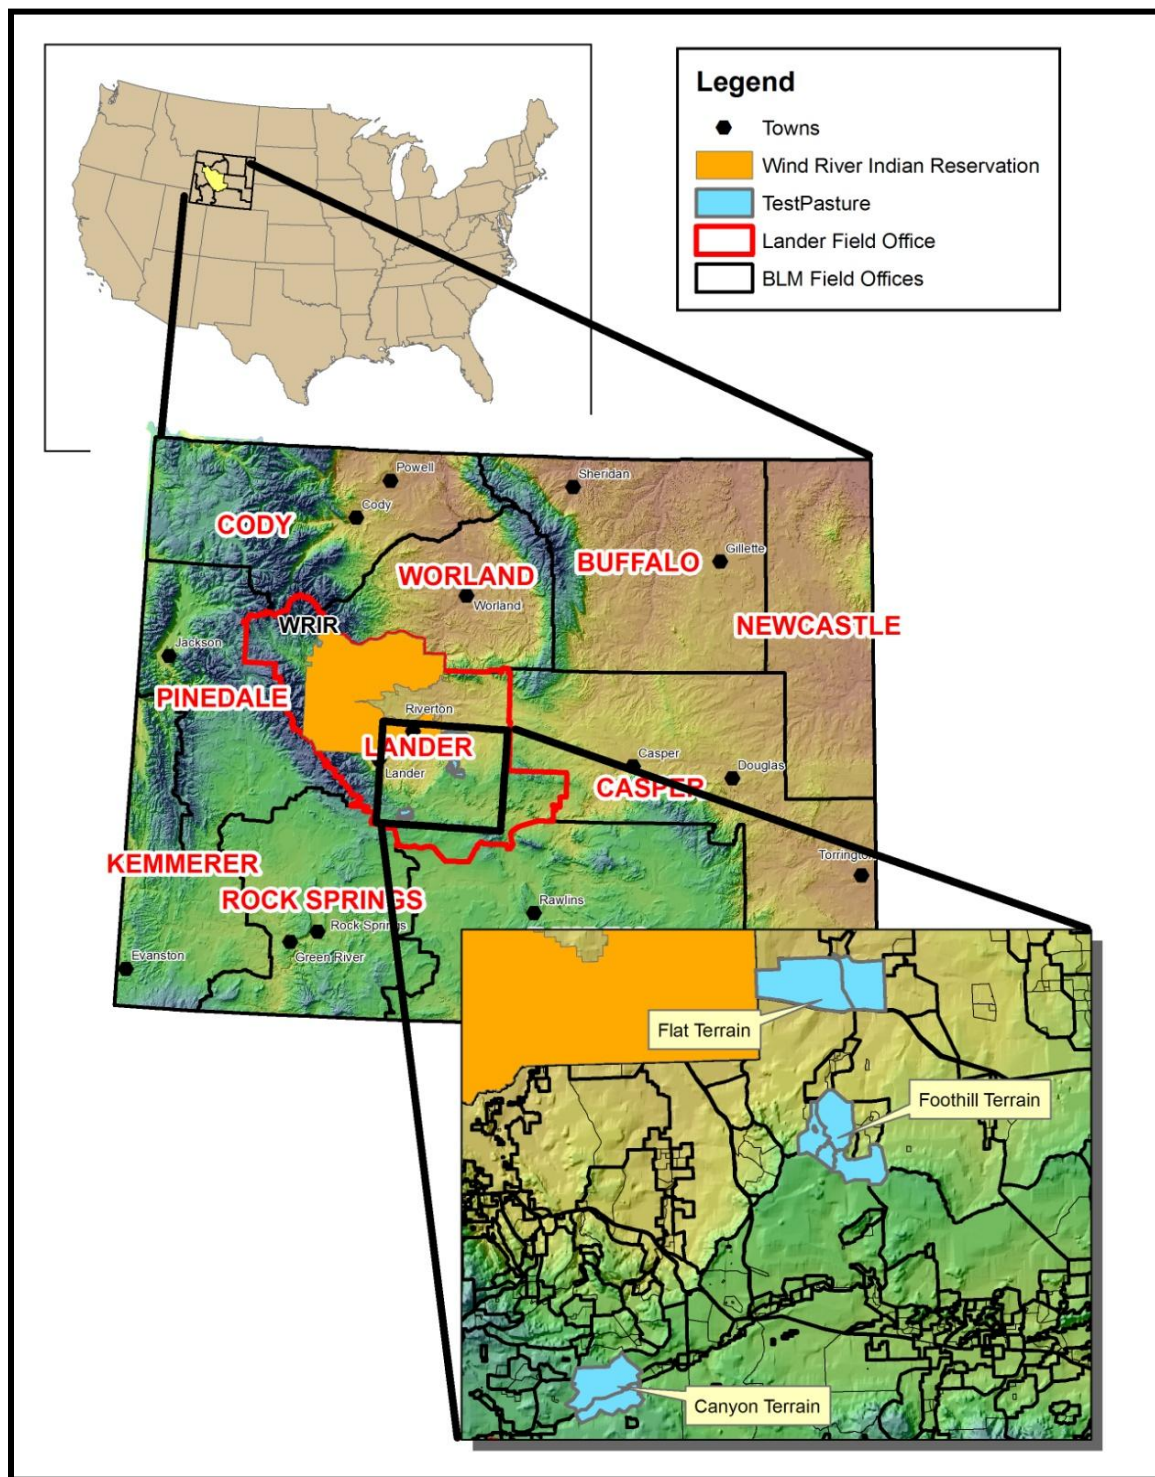 Legend
Towns
Wind River Indian Reservation
TestPasture
Lander Field Office
BLM Field Offices
Powell
Sheridan
Cody
CODY
Gillette
BUFFALO
WORLAND
Worland
WRIR
NEWCASTLE
Jackson
PINEDALE
Riverton
LANDER
Lander
Casper
Douglas
CASPER
KEMMERER
Torrington
ROCK SPRINGS
Rawlins
Rock Springs
Green River
Evanston
Flat Terrain
Foothill Terrain
Canyon Terrain